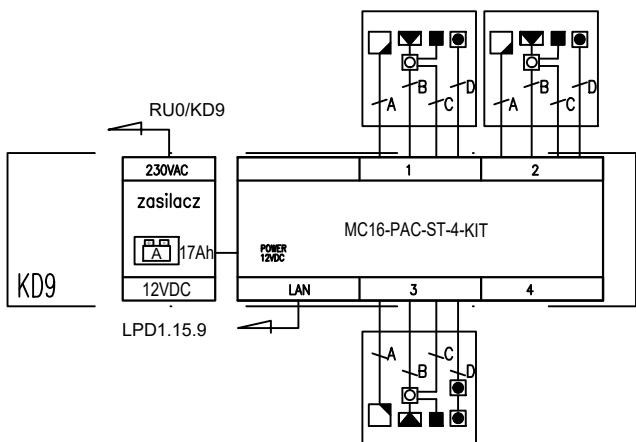 A
B
C
D
A
B
C
D
RU0/KD9
230VAC
1
2
zasilacz
MC16-PAC-ST-4-KIT
A
17Ah
POWER
12VDC
KD9
12VDC
LAN
3
4
LPD1.15.9
A
B
C
D